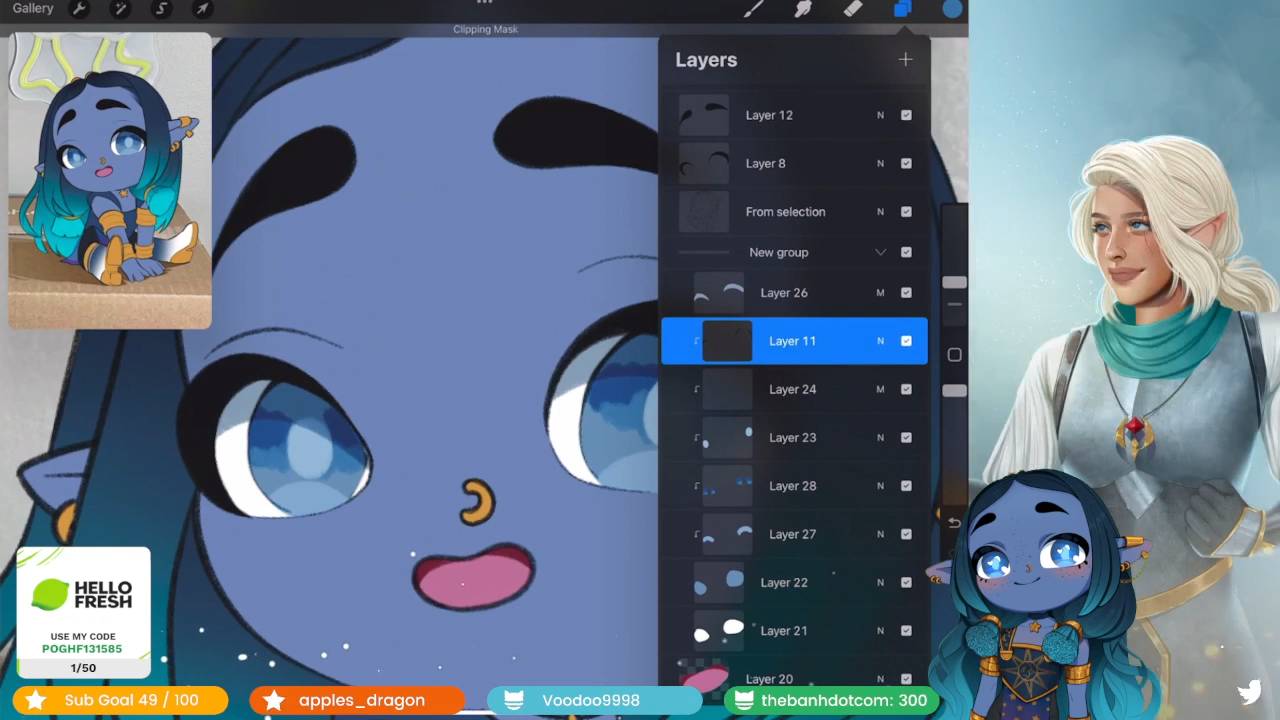 Gallery
Clipping Mask
Layers
Layer 12
N
Layer 8
N
From selection
N
New group
Layer 26
M
Layer 11
N
Layer 24
M
Layer 23
N
Layer 28
N
Layer 27
N
Layer 22
N
Layer 21
N
Layer 20
N
HELLO
FRESH
USE MY CODE
POGHF131585
1/50
Sub Goal 49 / 100
apples_dragon
Voodoo9998
thebanhdotcom: 300